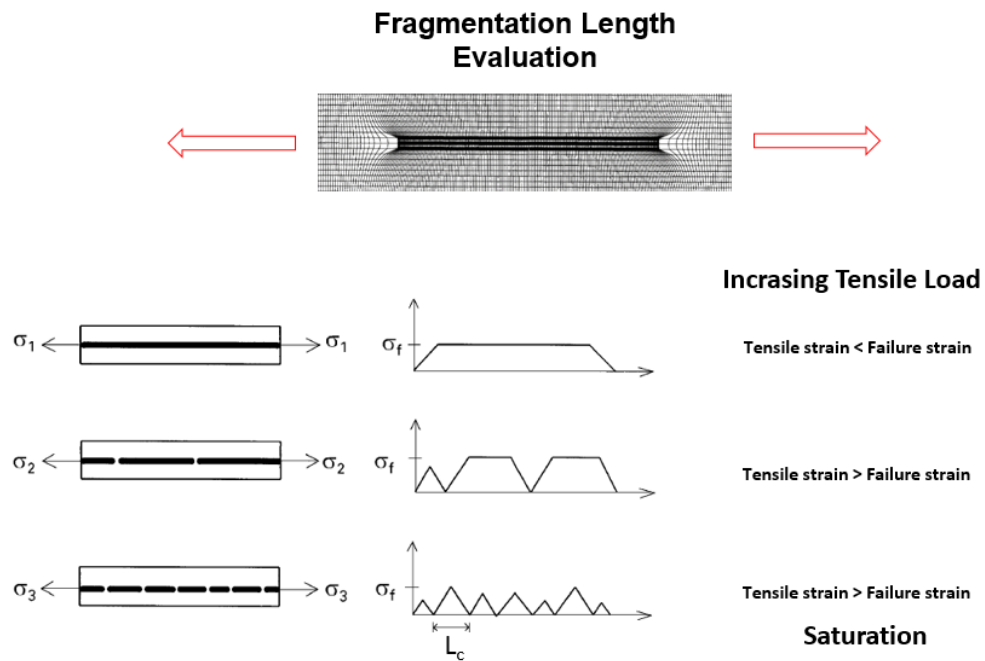 Fragmentation Length
Evaluation
Incrasing Tensile Load
σ1
σ1
σf
Tensile strain < Failure strain
σ2
σ2
σf
Tensile strain > Failure strain
σ3
σ3
σf
Tensile strain > Failure strain
Lc
Saturation